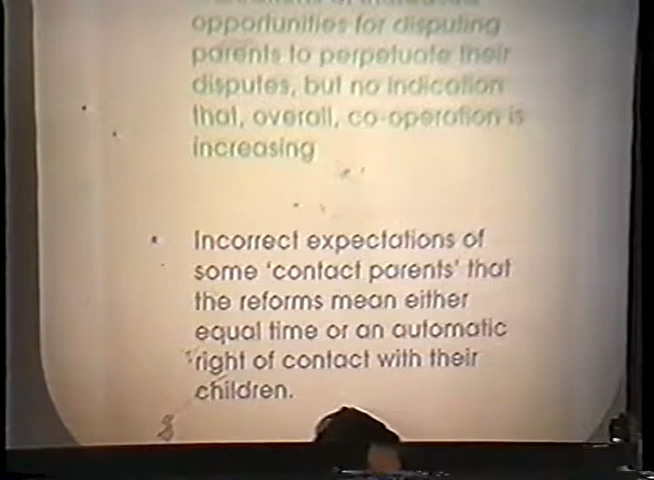 opportunities for disputing
parents to perpetuate their
disputes, but no indication
that, overall, co-operation is
increasing
• Incorrect expectations of
some 'contact parents' that
the reforms mean either
equal time or an automatic
right of contact with their
children.